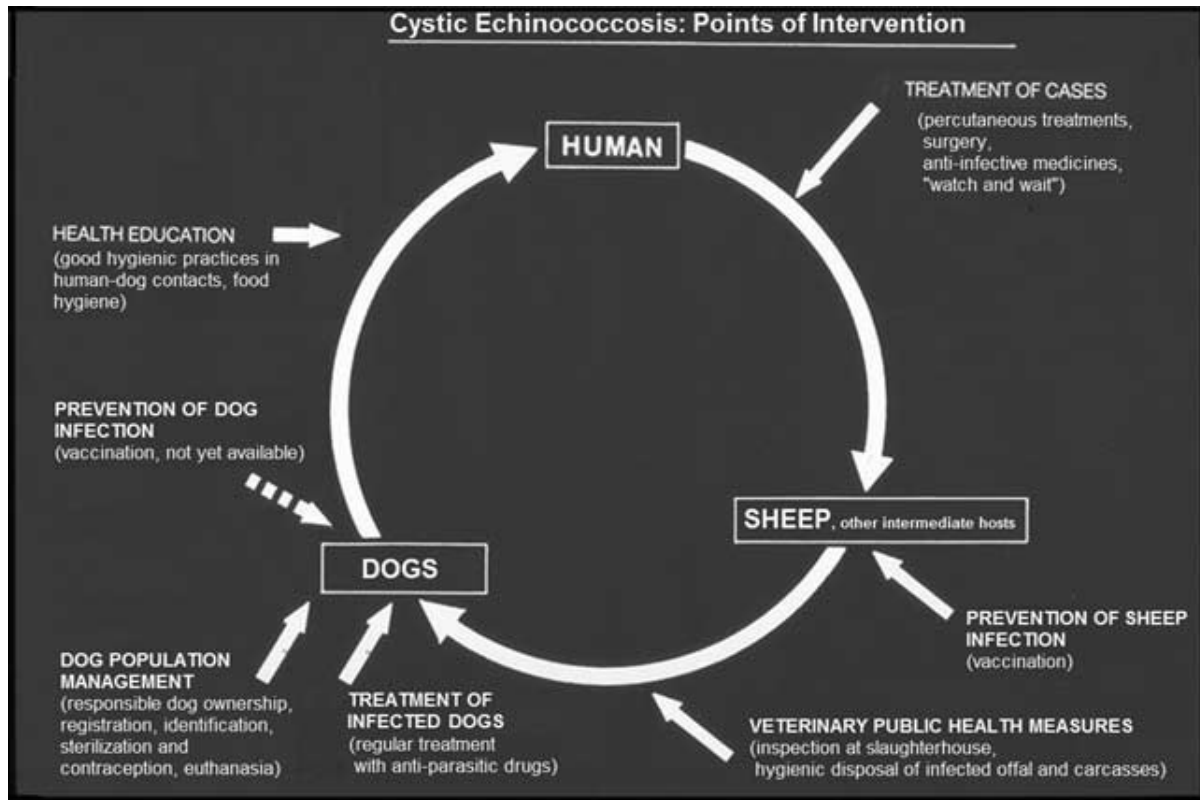 Cystic Echinococcosis: Points of Intervention
TREATMENT OF CASES
(percutaneous treatments,
surgery,
anti-infective medicines,
"watch and wait")
HUMAN
HEALTH EDUCATION
(good hygienic practices in
human-dog contacts, food
hygiene)
PREVENTION OF DOG
INFECTION
(vaccination, not yet available)
SHEEP, other intermediate hosts
DOGS
PREVENTION OF SHEEP
INFECTION
(vaccination)
DOG POPULATION
MANAGEMENT
(responsible dog ownership,
registration, identification,
sterilization and
contraception, euthanasia)
TREATMENT OF
INFECTED DOGS
(regular treatment
with anti-parasitic drugs)
VETERINARY PUBLIC HEALTH MEASURES
(inspection at slaughterhouse,
hygienic disposal of infected offal and carcasses)